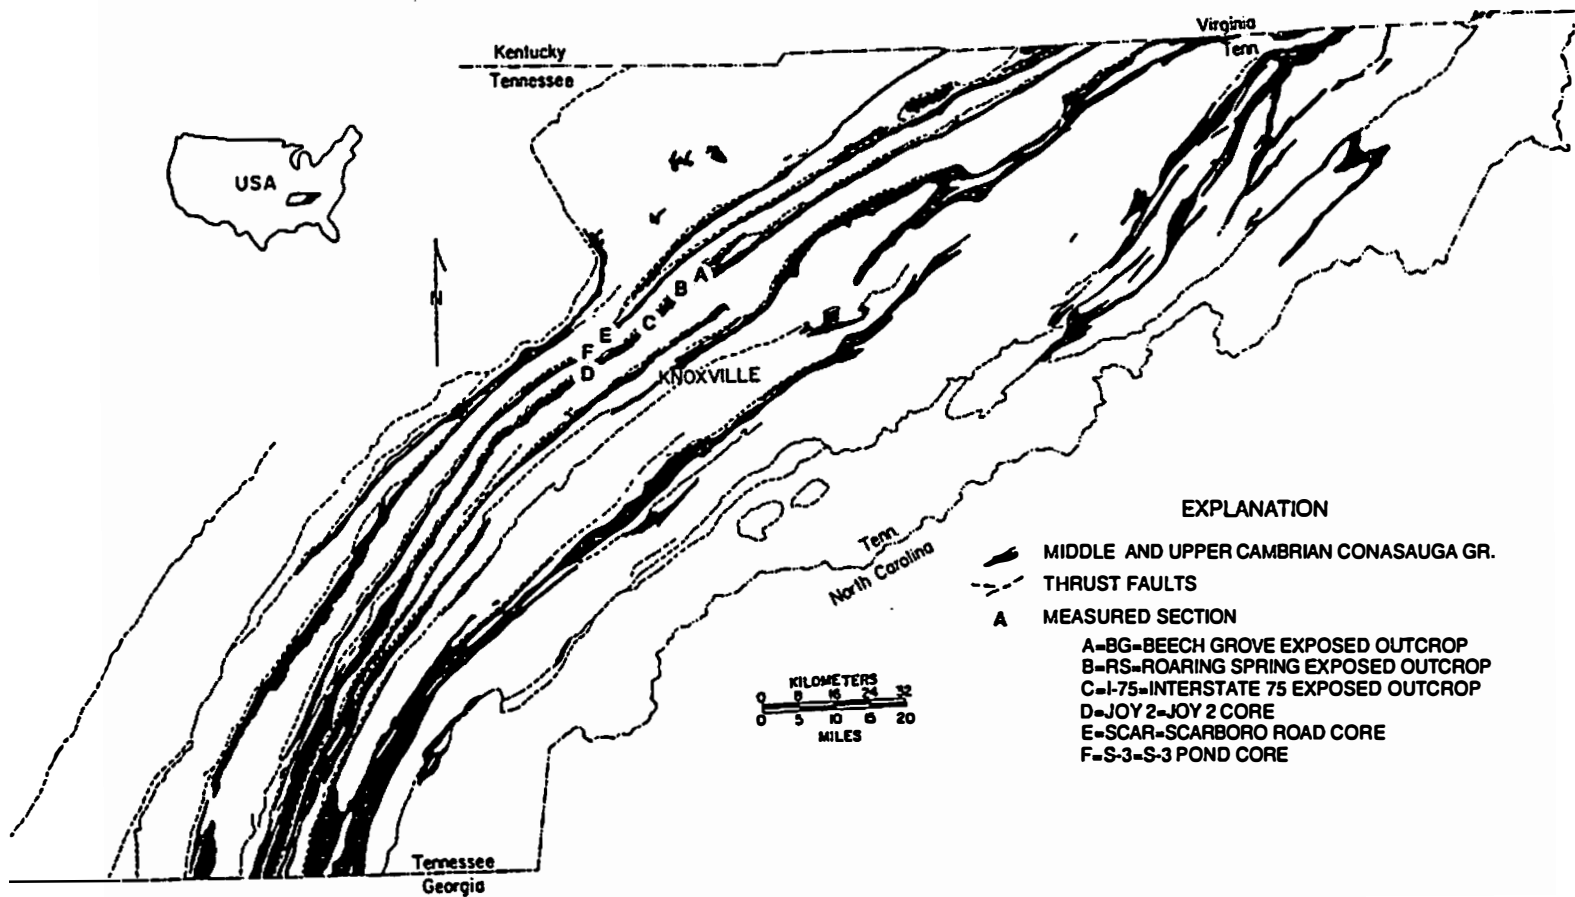 Virginia
Tenn
Kentucky
Tennessee
USA
N
A
B
C
E
F
D
KNOXVILLE
EXPLANATION
MIDDLE AND UPPER CAMBRIAN CONASAUGA GR.
THRUST FAULTS
A MEASURED SECTION
A=BG=BEECH GROVE EXPOSED OUTCROP
B=RS=ROARING SPRING EXPOSED OUTCROP
C=I-75=INTERSTATE 75 EXPOSED OUTCROP
D=JOY 2=JOY 2 CORE
E=SCAR=SCARBORO ROAD CORE
F=S-3=S-3 POND CORE
Tenn
North Carolina
KILOMETERS
0 8 16 24 32
0 5 10 15 20
MILES
Tennessee
Georgia